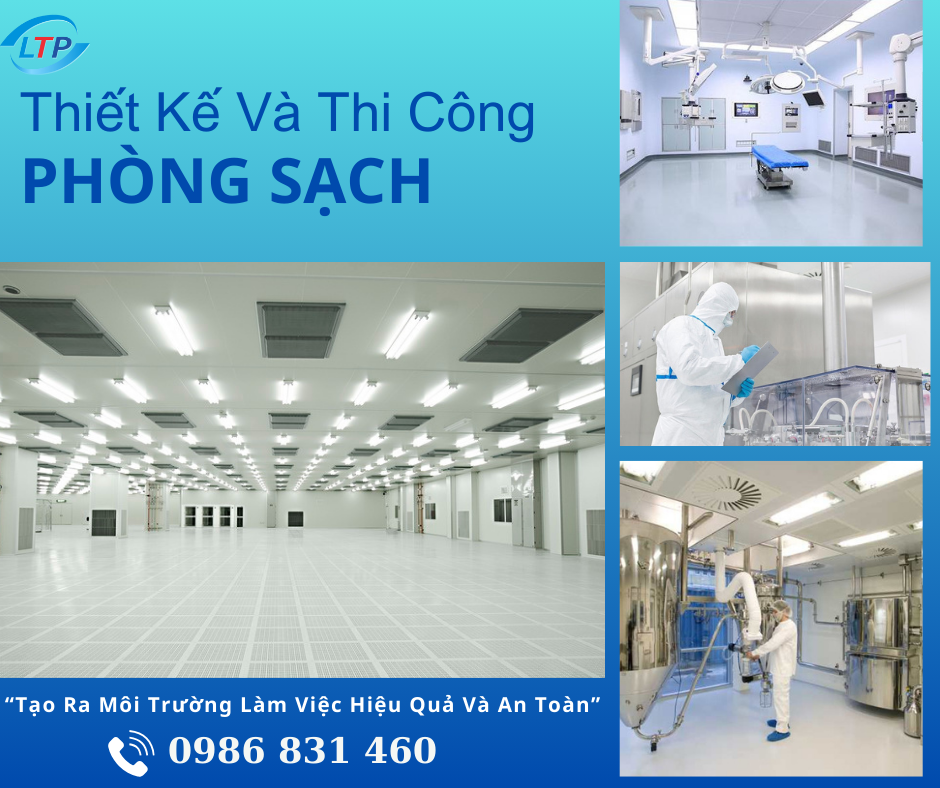 LTP
Thiết Kế Và Thi Công
PHÒNG SẠCH
“Tạo Ra Môi Trường Làm Việc Hiệu Quả Và An Toàn”
0986 831 460